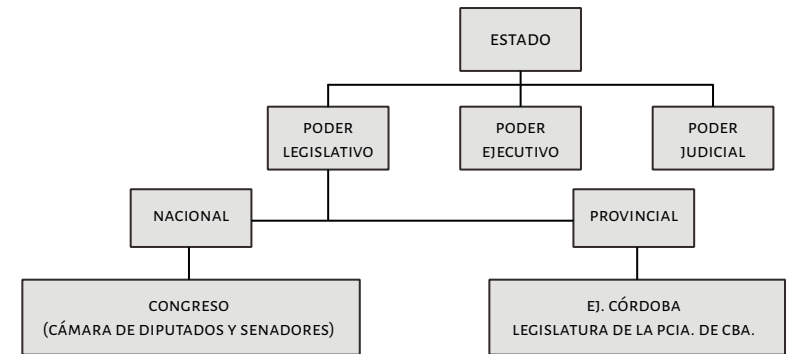 ESTADO
PODER
LEGISLATIVO
PODER
EJECUTIVO
PODER
JUDICIAL
NACIONAL
PROVINCIAL
CONGRESO
(CÁMARA DE DIPUTADOS Y SENADORES)
EJ. CÓRDOBA
LEGISLATURA DE LA PCIA. DE CBA.